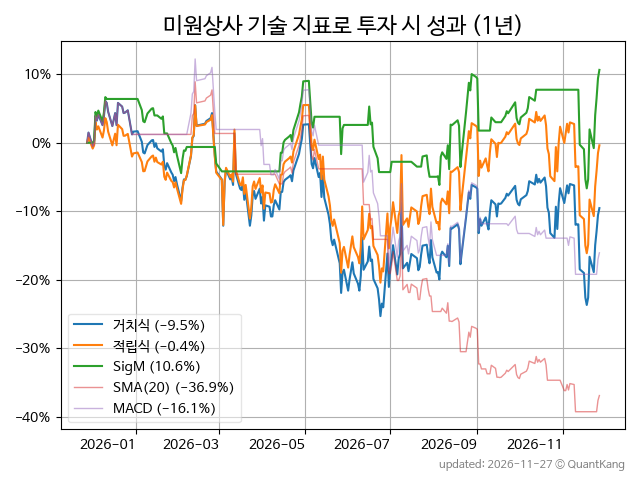 미원상사 기술 지표로 투자 시 성과 (1년)
10%
0%
−10%
−20%
−30%
−40%
거치식 (−9.5%)
적립식 (−0.4%)
SigM (10.6%)
SMA(20) (−36.9%)
MACD (−16.1%)
2026−01 2026−03 2026−05 2026−07 2026−09 2026−11
updated: 2026−11−27 © QuantKang